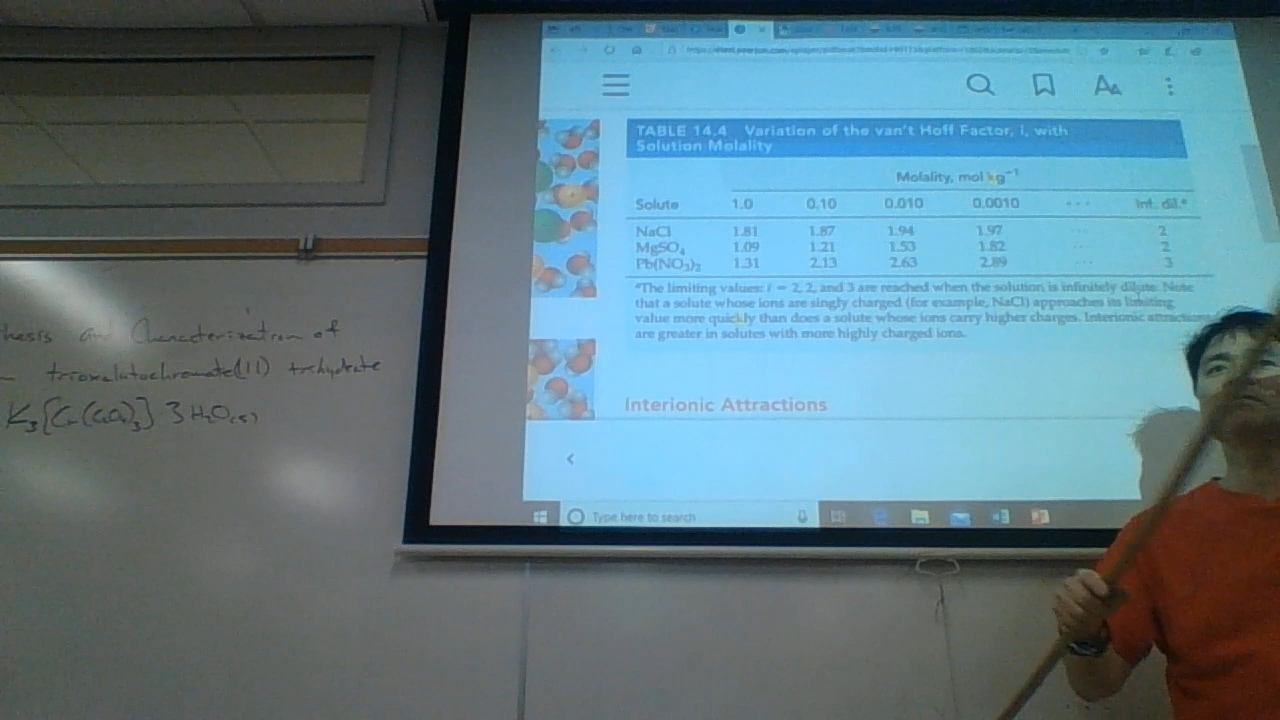 TABLE 14.4 Variation of the van't Hoff Factor, i, with
Solution Molality
Molality, mol kg⁻¹
Solute 1.0 0.10 0.010 0.0010 ··· Inf. dil.ᵃ
NaCl 1.81 1.87 1.94 1.97 ··· 2
MgSO₄ 1.09 1.21 1.53 1.82 ··· 2
Pb(NO₃)₂ 1.31 2.13 2.63 2.89 ··· 3
ᵃThe limiting values: i = 2, 2, and 3 are reached when the solution is infinitely dilute. Note
that a solute whose ions are singly charged (for example, NaCl) approaches its limiting
value more quickly than does a solute whose ions carry higher charges. Interionic attractions
are greater in solutes with more highly charged ions.
Interionic Attractions
Type here to search
hesis and Characterization of
trioxalatochromate(III) trihydrate
K₃[Cr(C₂O₄)₃] 3H₂O(s)